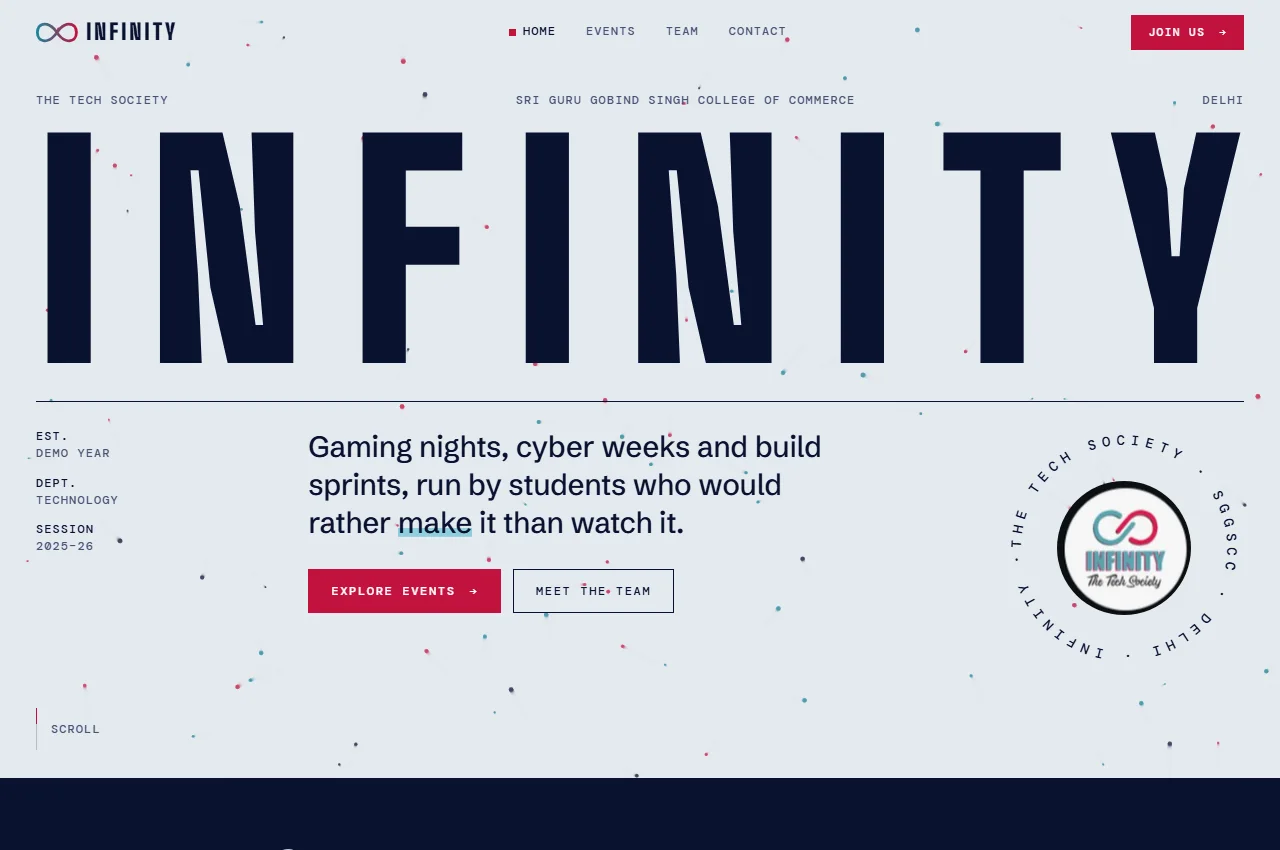 INFINITY
HOME EVENTS TEAM CONTACT
JOIN US →
THE TECH SOCIETY
SRI GURU GOBIND SINGH COLLEGE OF COMMERCE
DELHI
INFINITY
EST.
DEMO YEAR
DEPT.
TECHNOLOGY
SESSION
2025–26
Gaming nights, cyber weeks and build
sprints, run by students who would
rather make it than watch it.
EXPLORE EVENTS →
MEET THE TEAM
THE TECH SOCIETY · SGGSCC · DELHI · INFINITY ·
INFINITY
The Tech Society
SCROLL